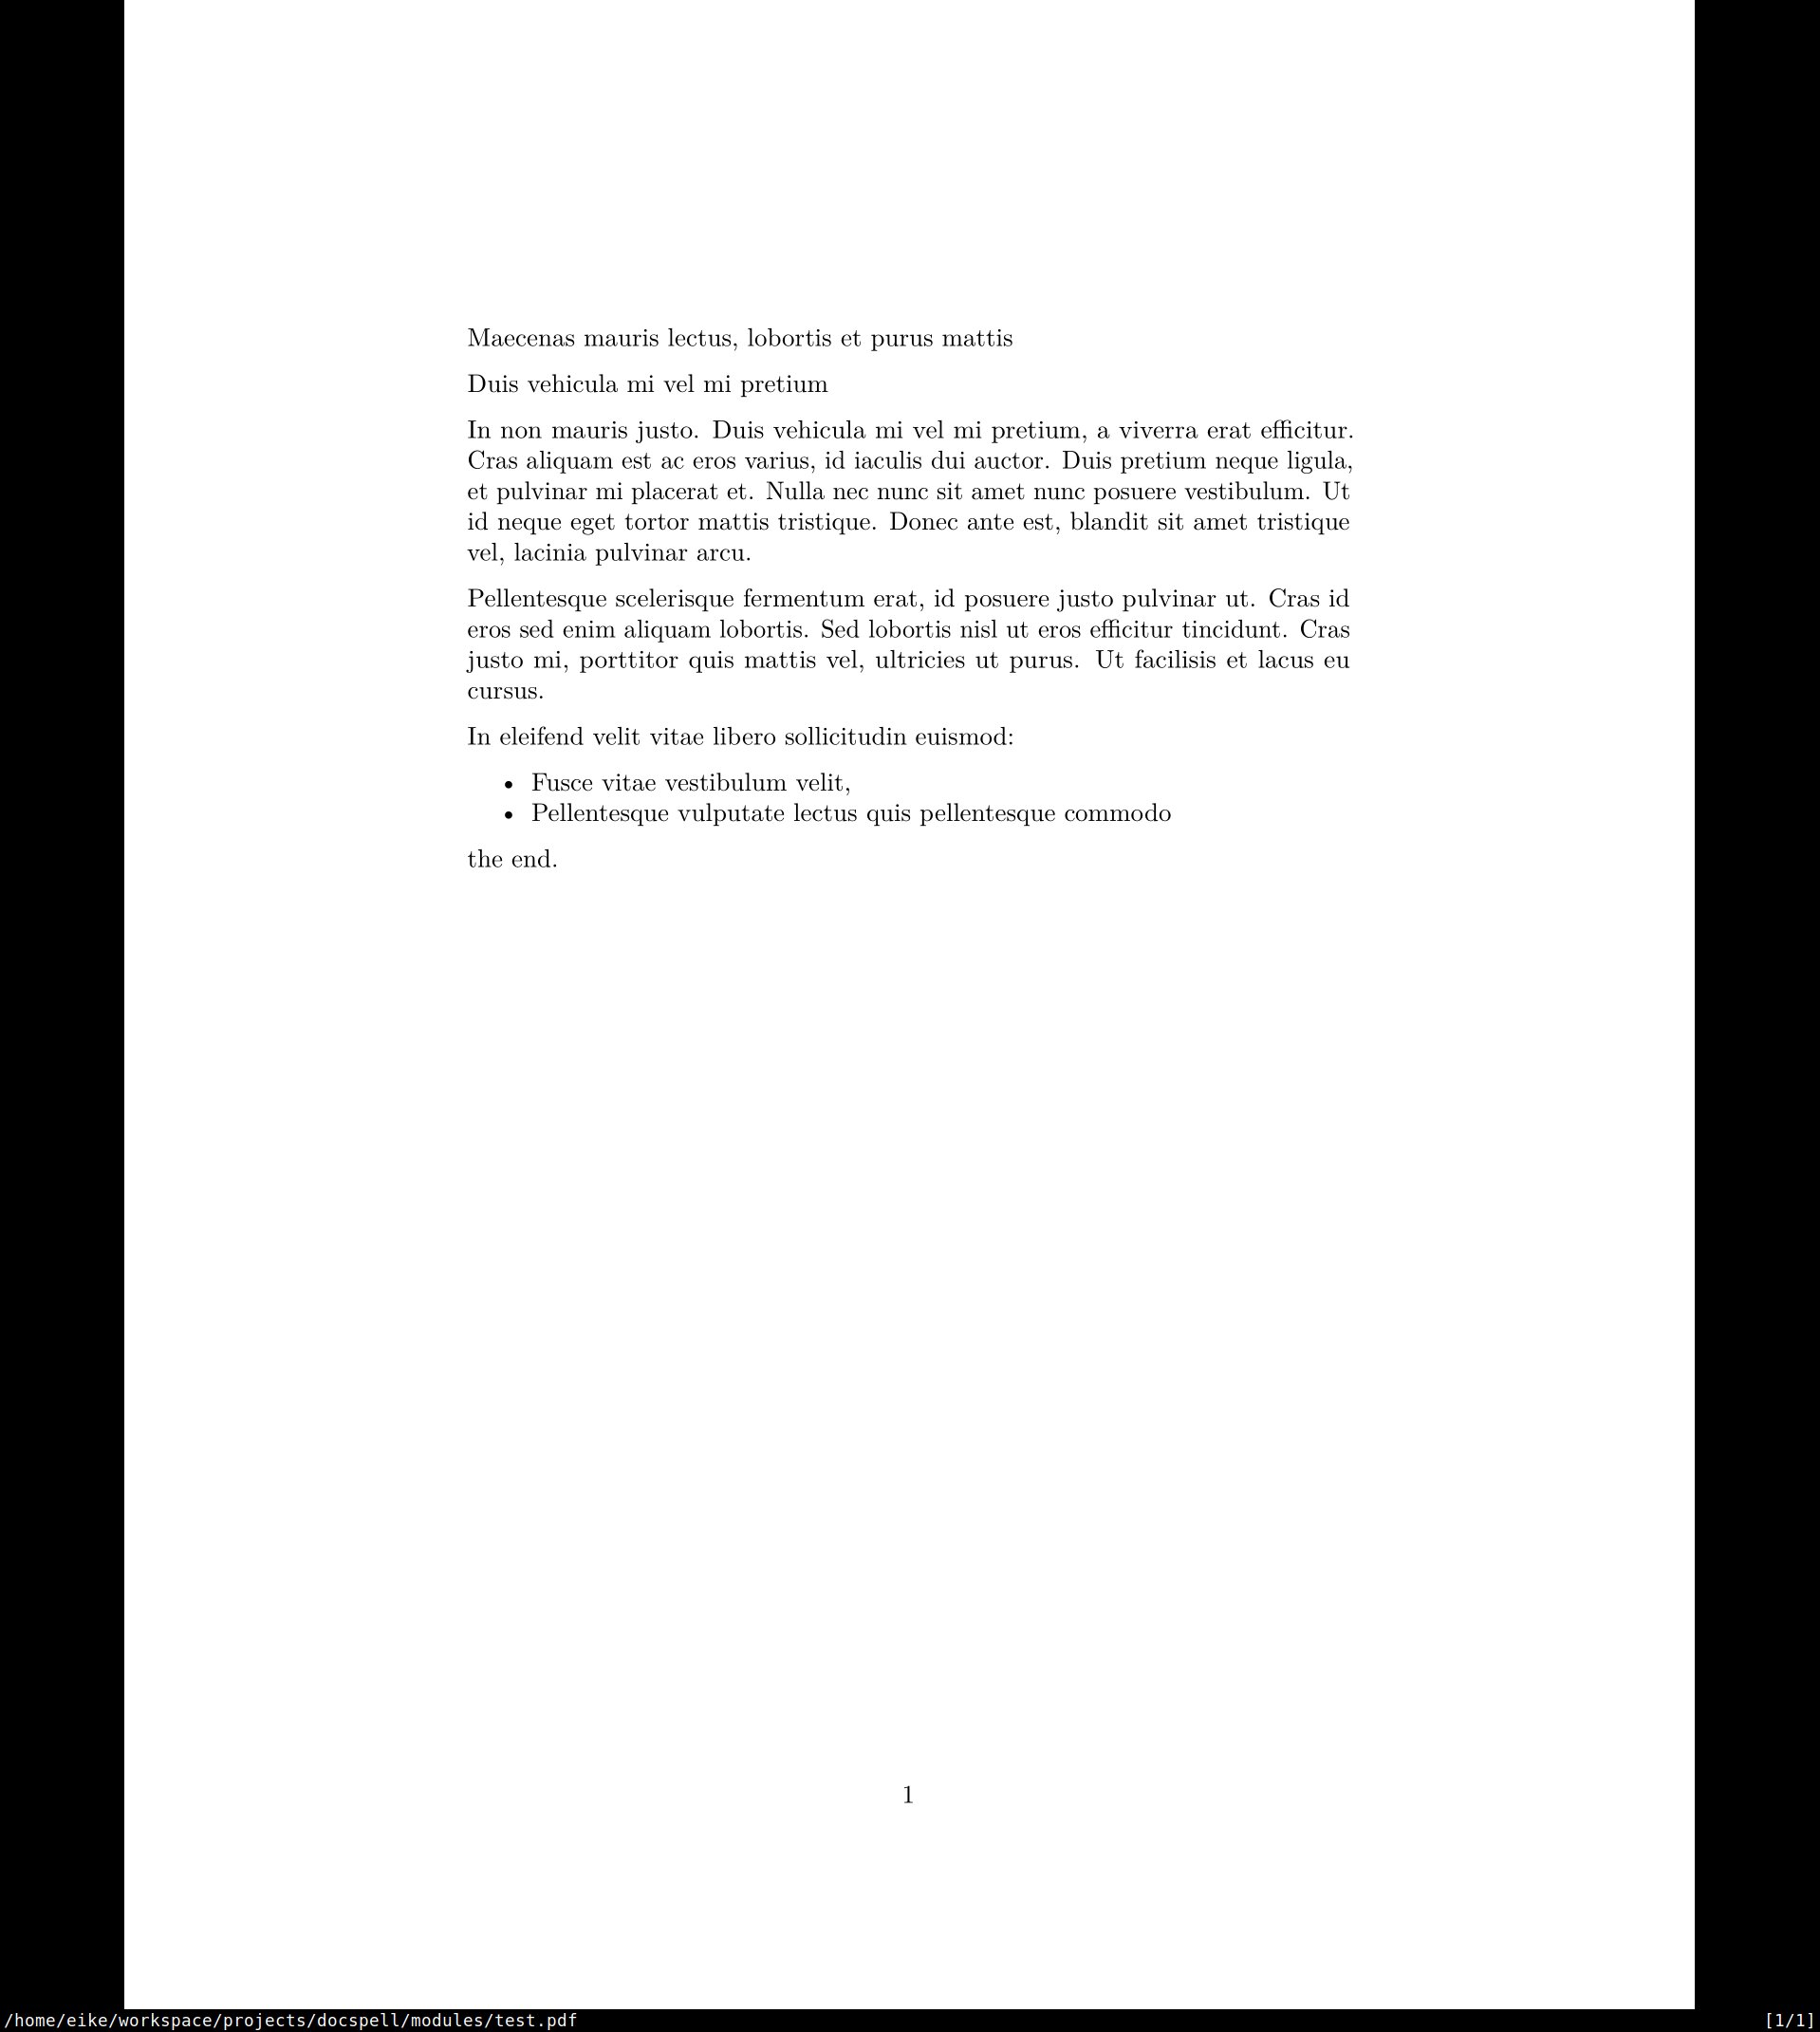 Maecenas mauris lectus, lobortis et purus mattis
Duis vehicula mi vel mi pretium
In non mauris justo. Duis vehicula mi vel mi pretium, a viverra erat efficitur.
Cras aliquam est ac eros varius, id iaculis dui auctor. Duis pretium neque ligula,
et pulvinar mi placerat et. Nulla nec nunc sit amet nunc posuere vestibulum. Ut
id neque eget tortor mattis tristique. Donec ante est, blandit sit amet tristique
vel, lacinia pulvinar arcu.
Pellentesque scelerisque fermentum erat, id posuere justo pulvinar ut. Cras id
eros sed enim aliquam lobortis. Sed lobortis nisl ut eros efficitur tincidunt. Cras
justo mi, porttitor quis mattis vel, ultricies ut purus. Ut facilisis et lacus eu
cursus.
In eleifend velit vitae libero sollicitudin euismod:
• Fusce vitae vestibulum velit,
• Pellentesque vulputate lectus quis pellentesque commodo
the end.
1
/home/eike/workspace/projects/docspell/modules/test.pdf [1/1]